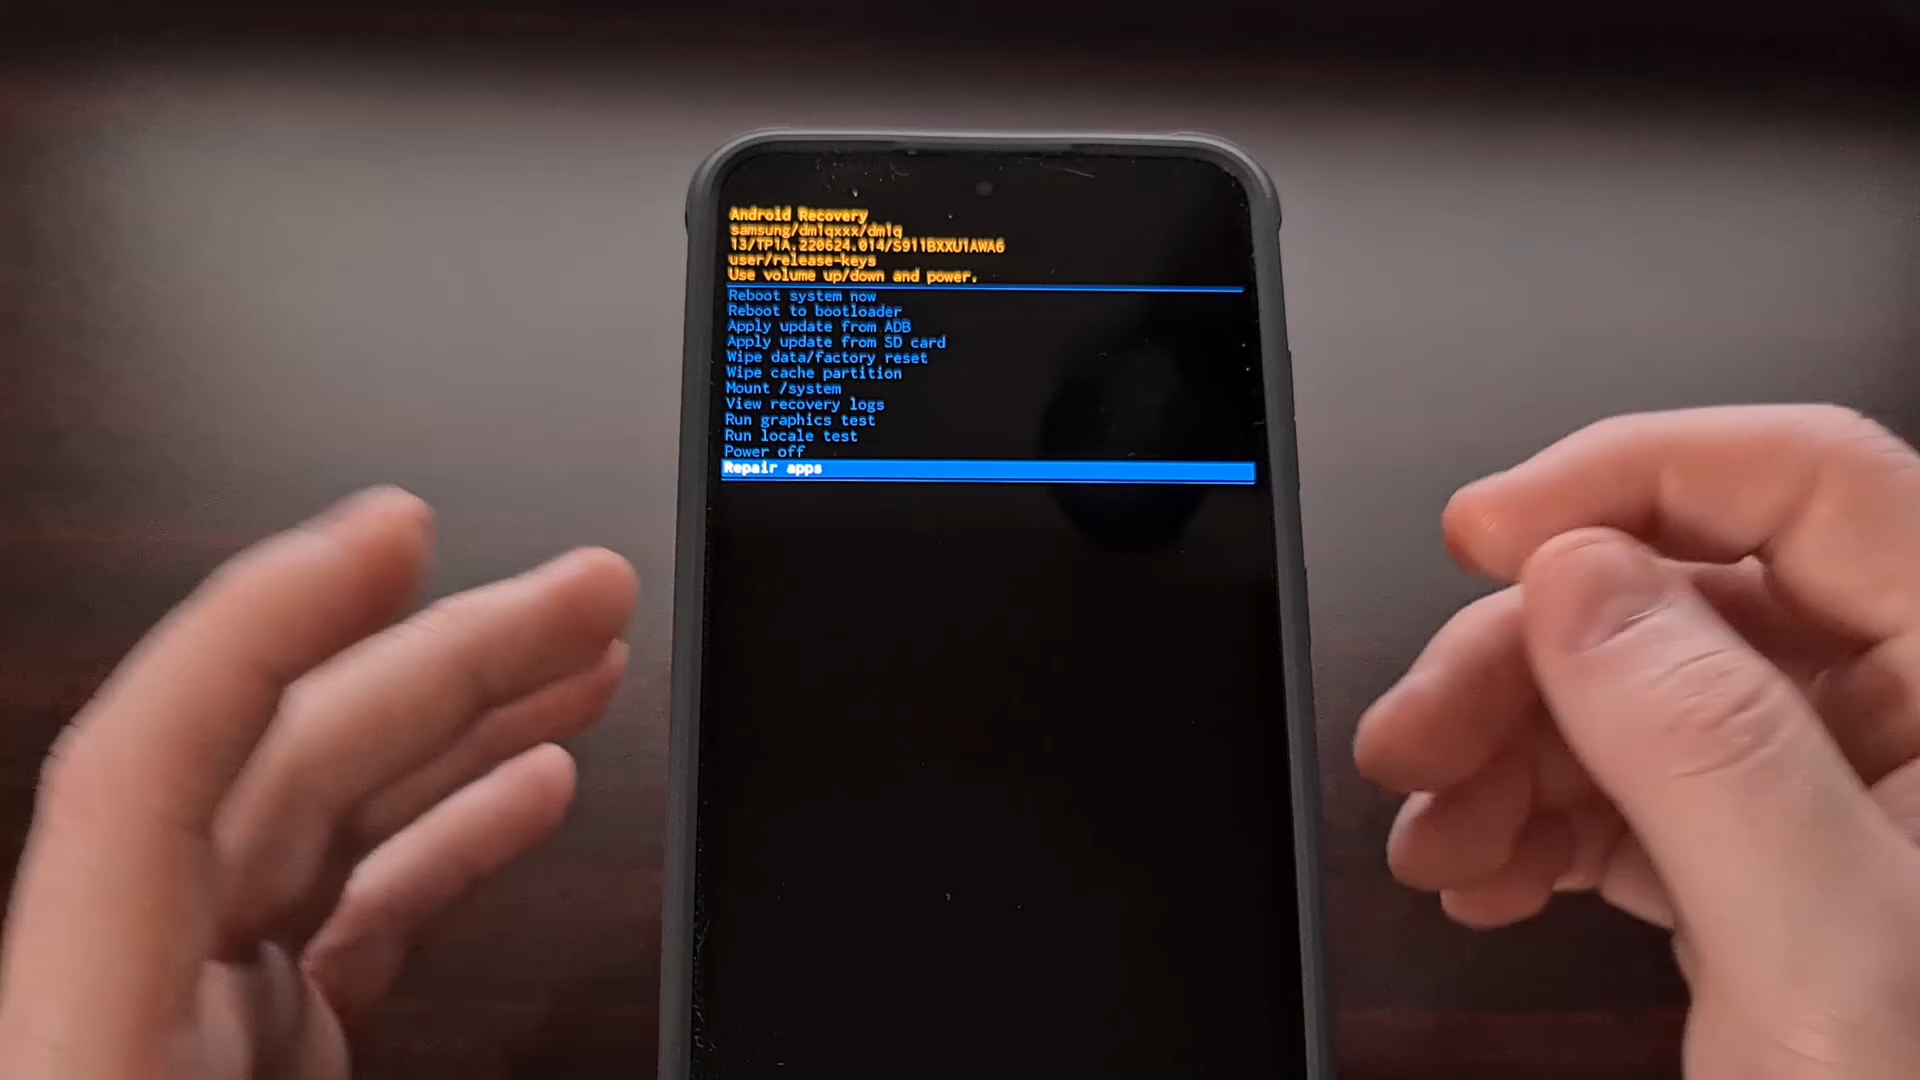 Android Recovery
samsung/dm1qxxx/dm1q
13/TP1A.220624.014/S911BXXU1AWA6
user/release-keys
Use volume up/down and power.
Reboot system now
Reboot to bootloader
Apply update from ADB
Apply update from SD card
Wipe data/factory reset
Wipe cache partition
Mount /system
View recovery logs
Run graphics test
Run locale test
Power off
Repair apps